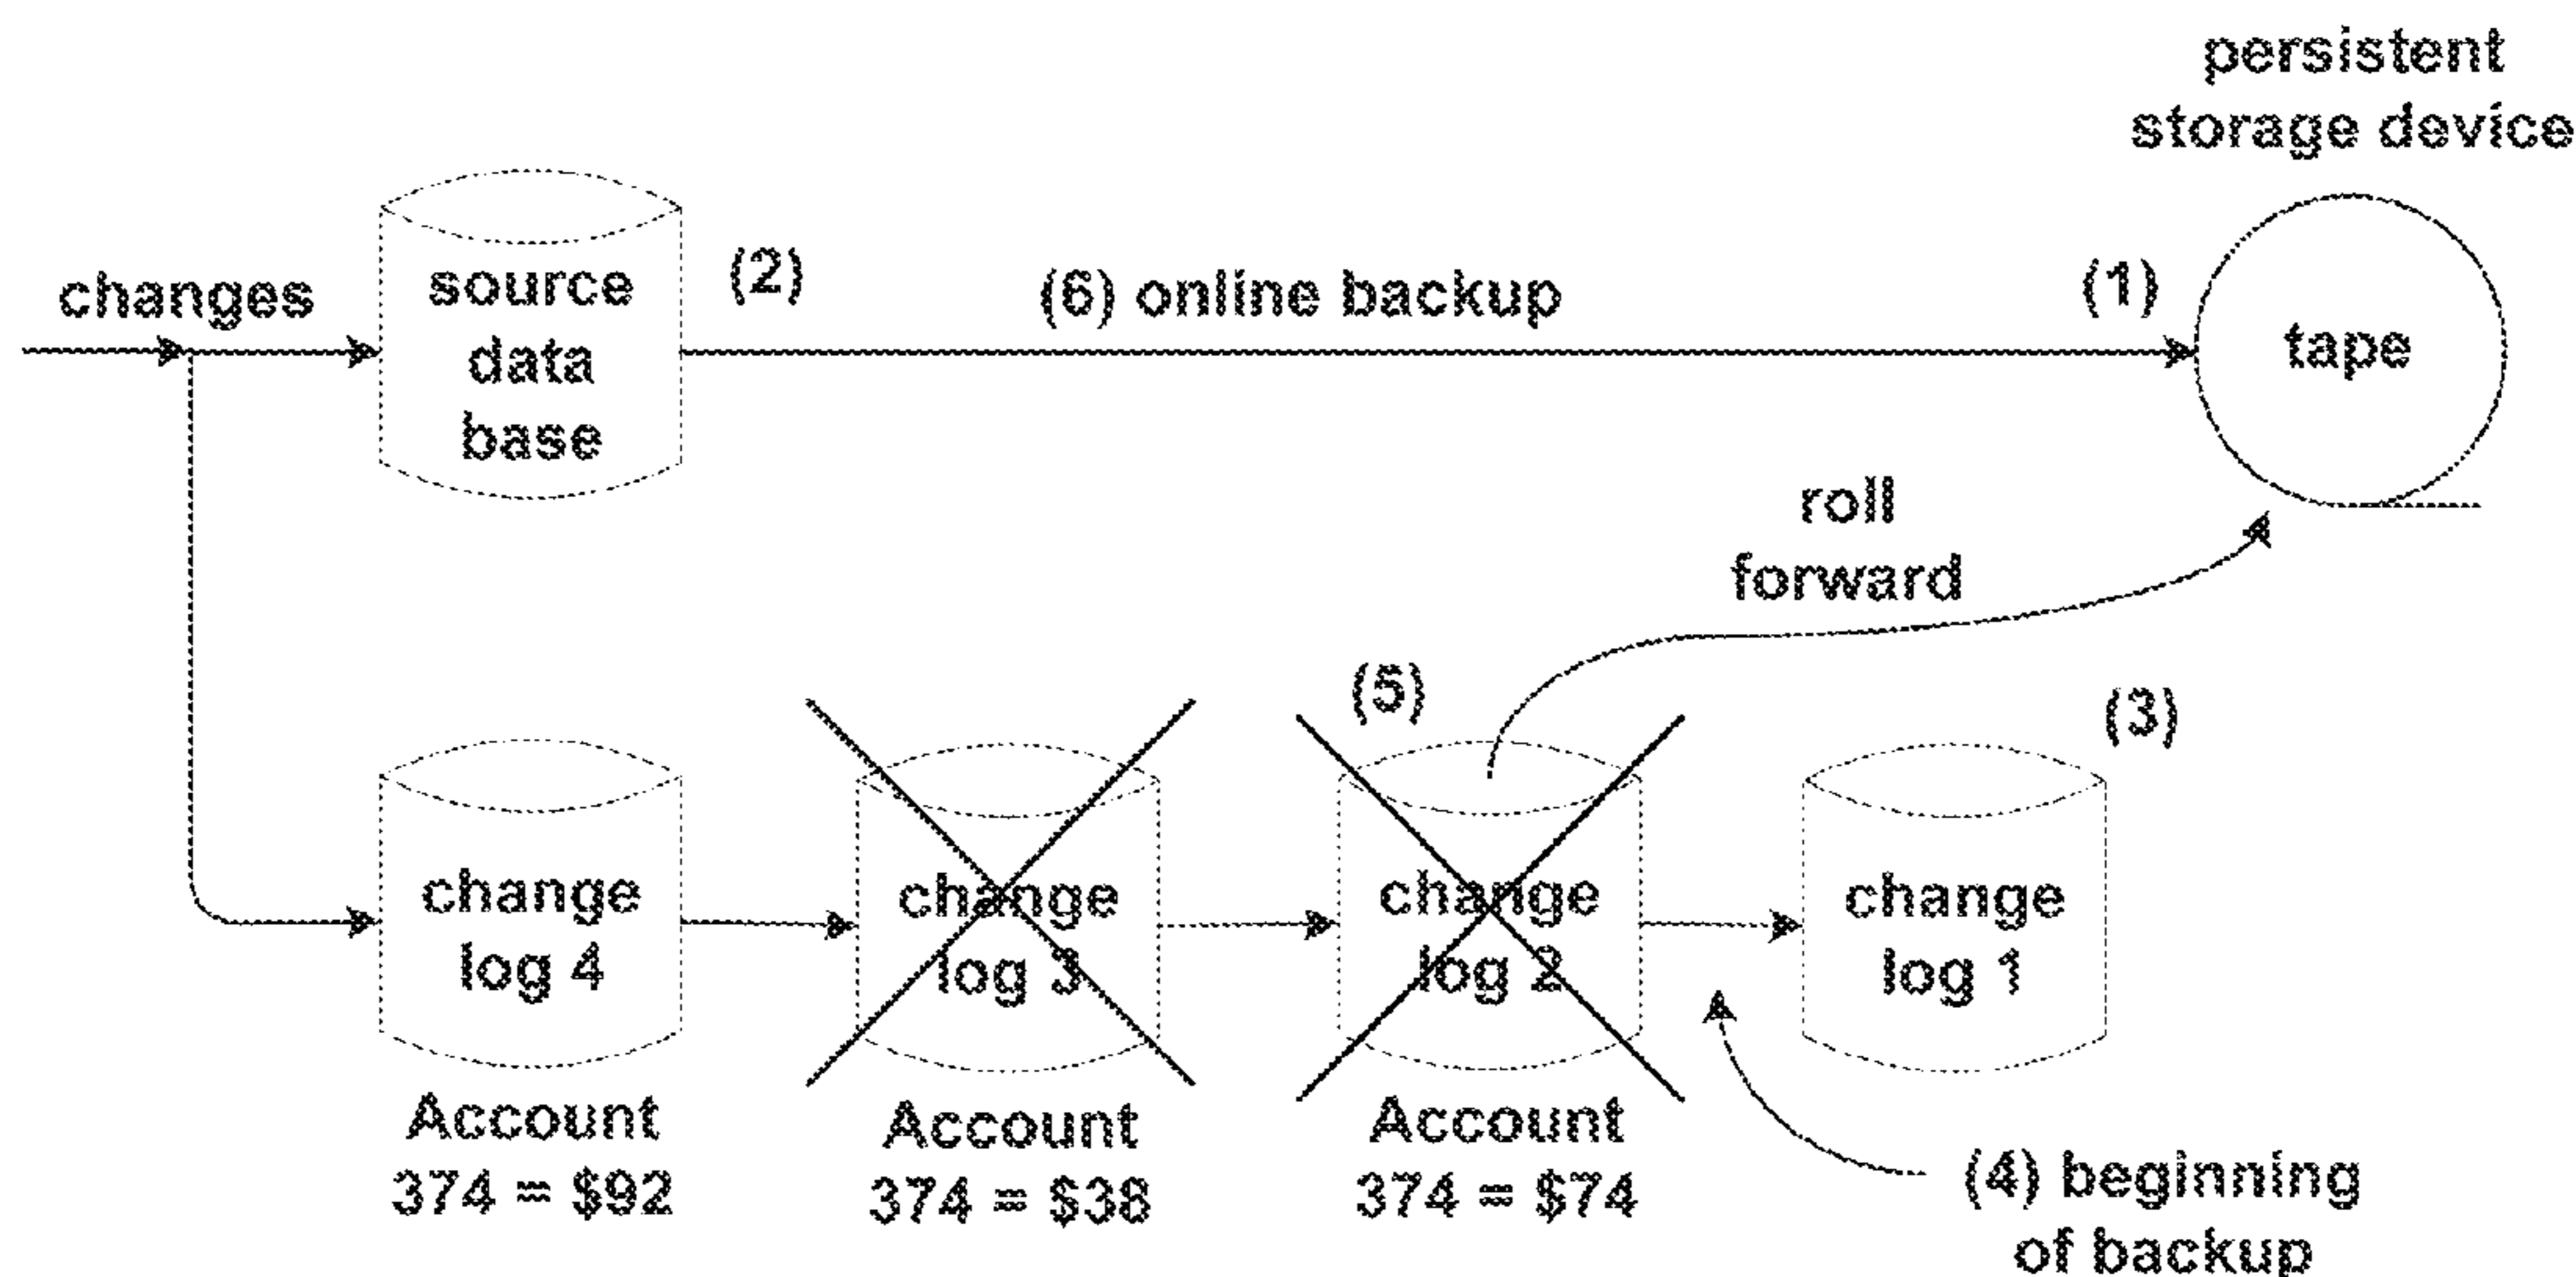 persistent
storage device
changes
source
data
base
(2)
(6) online backup
(1)
tape
roll
forward
(5)
(3)
change
log 4
change
log 3
change
log 2
change
log 1
Account
374 = $92
Account
374 = $38
Account
374 = $74
(4) beginning
of backup